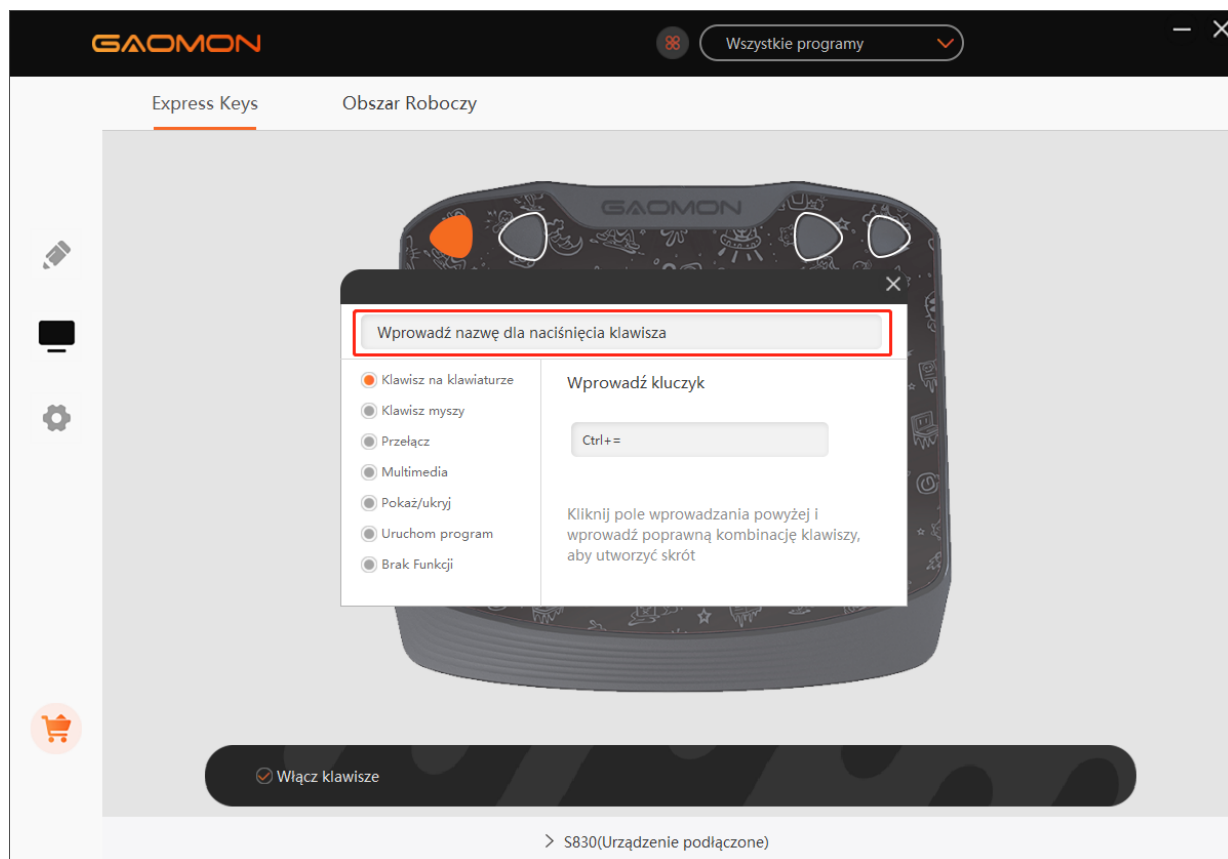 GAOMON
Wszystkie programy
Express Keys
Obszar Roboczy
GAOMON
Wprowadź nazwę dla naciśnięcia klawisza
Klawisz na klawiaturze
Klawisz myszy
Przełącz
Multimedia
Pokaż/ukryj
Uruchom program
Brak Funkcji
Wprowadź kluczyk
Ctrl+=
Kliknij pole wprowadzania powyżej i
wprowadź poprawną kombinację klawiszy,
aby utworzyć skrót
Włącz klawisze
S830(Urządzenie podłączone)